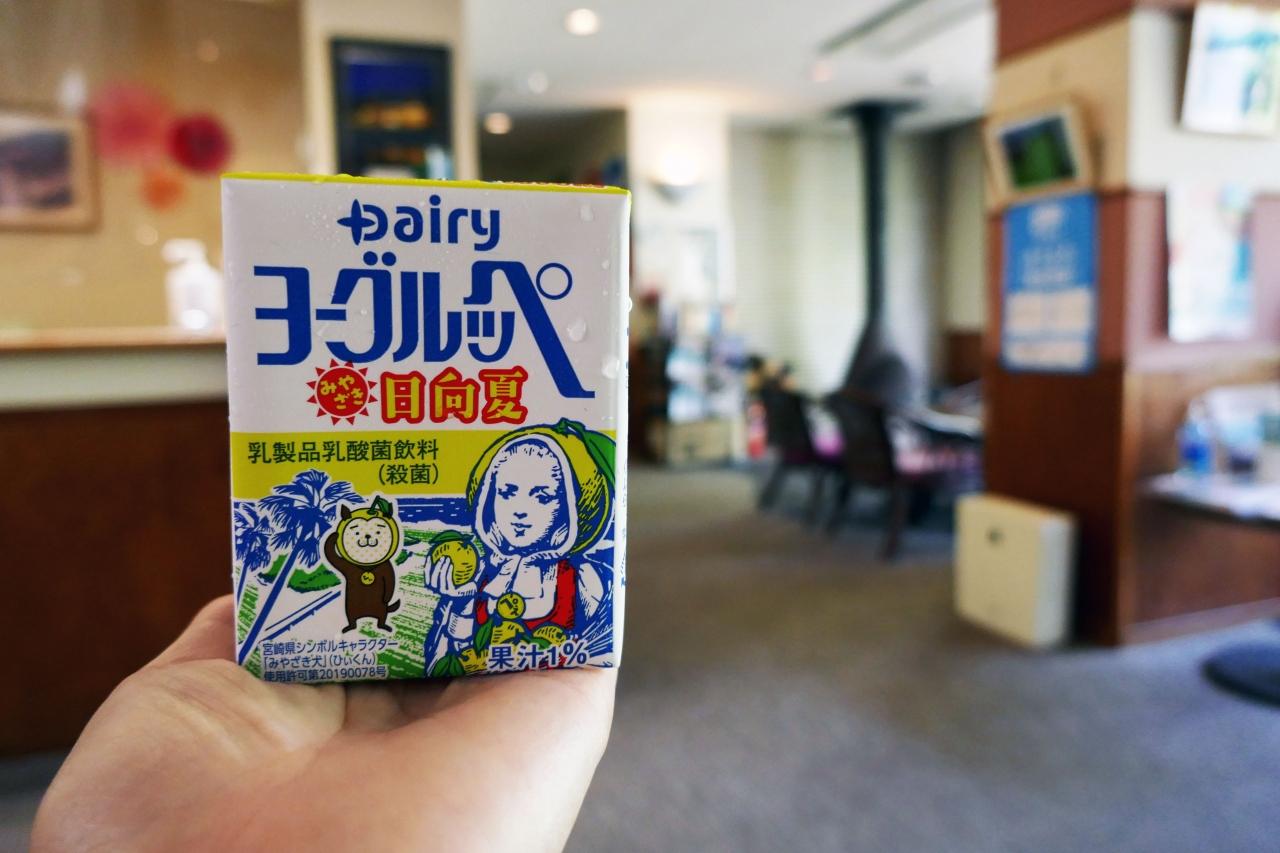 Dairy
ヨーグルッペ
みや
ざき
日向夏
乳製品乳酸菌飲料
(殺菌)
宮崎県シンボルキャラクター
「みやざき犬」(ひぃくん)
使用許可第20190078号
果汁1%